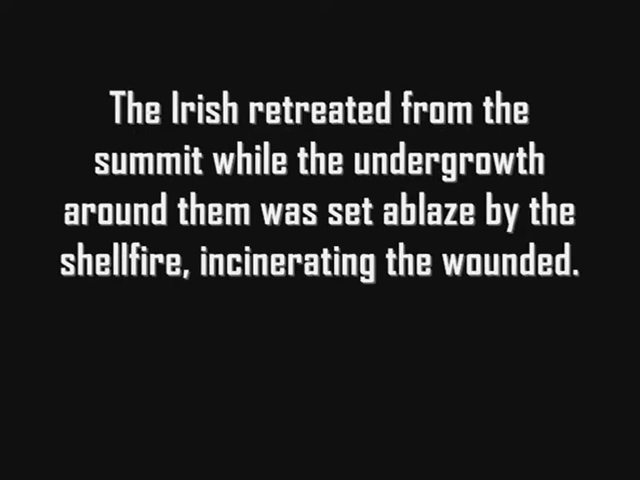 The Irish retreated from the
summit while the undergrowth
around them was set ablaze by the
shellfire, incinerating the wounded.